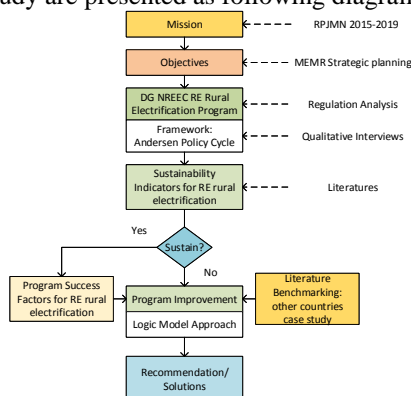 udy are presented as following diagram
Mission
RPJMN 2015-2019
Objectives
MEMR Strategic planning
DG NREEC RE Rural
Electrification Program
Regulation Analysis
Framework:
Andersen Policy Cycle
Qualitative Interviews
Sustainability
Indicators for RE rural
electrification
Literatures
Yes
Sustain?
No
Program Success
Factors for RE rural
electrification
Program Improvement
Logic Model Approach
Literature
Benchmarking:
other countries
case study
Recommendation/
Solutions